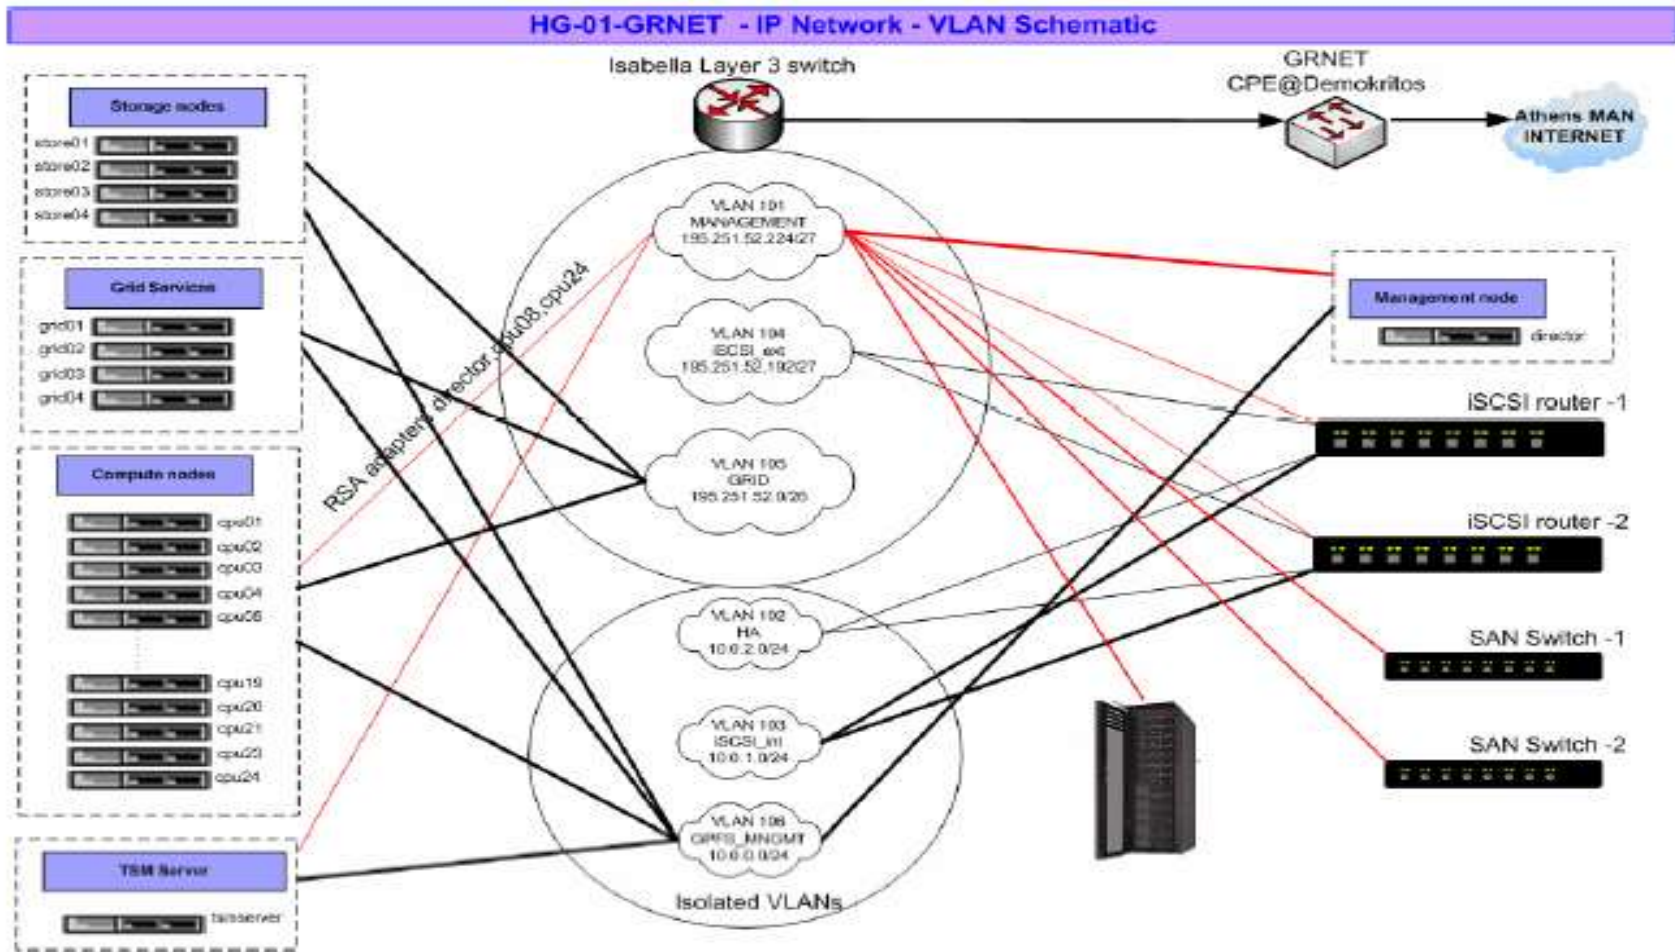 HG-01-GRNET - IP Network - VLAN Schematic
Isabella Layer 3 switch
GRNET
CPE@Demokritos
Athens MAN
INTERNET
Storage nodes
store01
store02
store03
store04
Grid Services
grid01
grid02
grid03
grid04
Compute nodes
cpu01
cpu02
cpu03
cpu04
cpu05
cpu19
cpu20
cpu21
cpu23
cpu24
TSM Server
tsmserver
RSA adapters director,cpu08,cpu24
VLAN 101
MANAGEMENT
195.251.52.224/27
VLAN 104
iSCSI_ext
195.251.52.192/27
VLAN 105
GRID
195.251.52.0/26
VLAN 102
HA
10.0.2.0/24
VLAN 103
iSCSI_int
10.0.1.0/24
VLAN 106
GPFS_MNGMT
10.0.0.0/24
Isolated VLANs
Management node
director
iSCSI router -1
iSCSI router -2
SAN Switch -1
SAN Switch -2